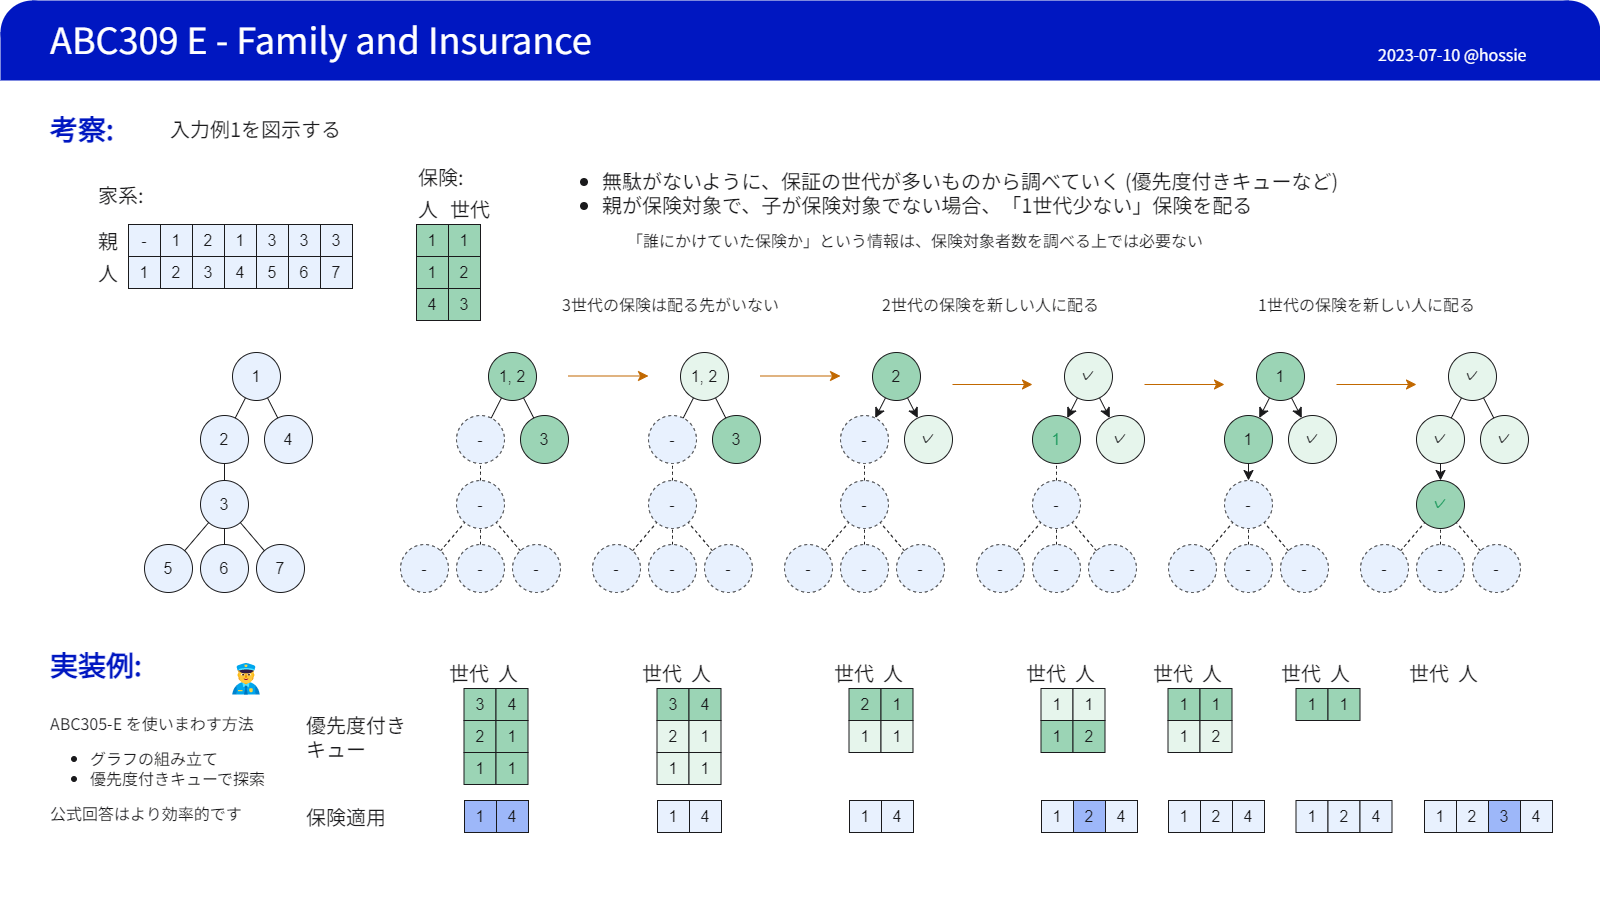 ABC309 E - Family and Insurance
2023-07-10 @hossie
考察:
入力例1を図示する
家系:
親 - 1 2 1 3 3 3
人 1 2 3 4 5 6 7
保険:
人 世代
1 1
1 2
4 3
無駄がないように、保証の世代が多いものから調べていく (優先度付きキューなど)
親が保険対象で、子が保険対象でない場合、「1世代少ない」保険を配る
「誰にかけていた保険か」という情報は、保険対象者数を調べる上では必要ない
3世代の保険は配る先がいない
2世代の保険を新しい人に配る
1世代の保険を新しい人に配る
1 1, 2 1, 2 2 ✓ 1 ✓
2 4 - 3 - 3 - ✓ 1 ✓ 1 ✓ ✓ ✓
3 - - - - - ✓
5 6 7 - - - - - - - - - - - - - - - - - -
実装例:
ABC305-E を使いまわす方法
グラフの組み立て
優先度付きキューで探索
公式回答はより効率的です
優先度付き
キュー
世代 人 世代 人 世代 人 世代 人 世代 人 世代 人 世代 人
3 4 3 4 2 1 1 1 1 1 1 1
2 1 2 1 1 1 1 2 1 2
1 1 1 1
保険適用
1 4 1 4 1 4 1 2 4 1 2 4 1 2 4 1 2 3 4